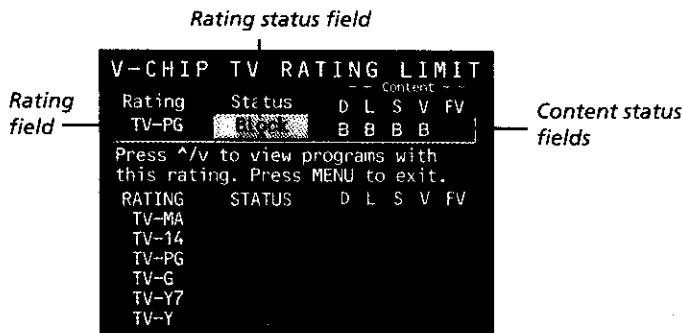 Rating status field
V-CHIP TV RATING LIMIT
-- Content --
Rating Status D L S V FV
TV-PG Block B B B B
Rating field
Content status fields
Press ^/v to view programs with
this rating. Press MENU to exit.
RATING STATUS D L S V FV
TV-MA
TV-14
TV-PG
TV-G
TV-Y7
TV-Y